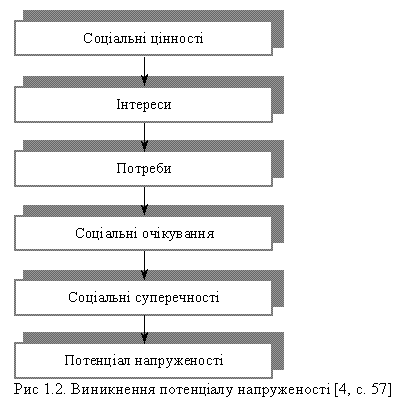 Соціальні цінності
Інтереси
Потреби
Соціальні очікування
Соціальні суперечності
Потенціал напруженості
Рис 1.2. Виникнення потенціалу напруженості [4, с. 57]